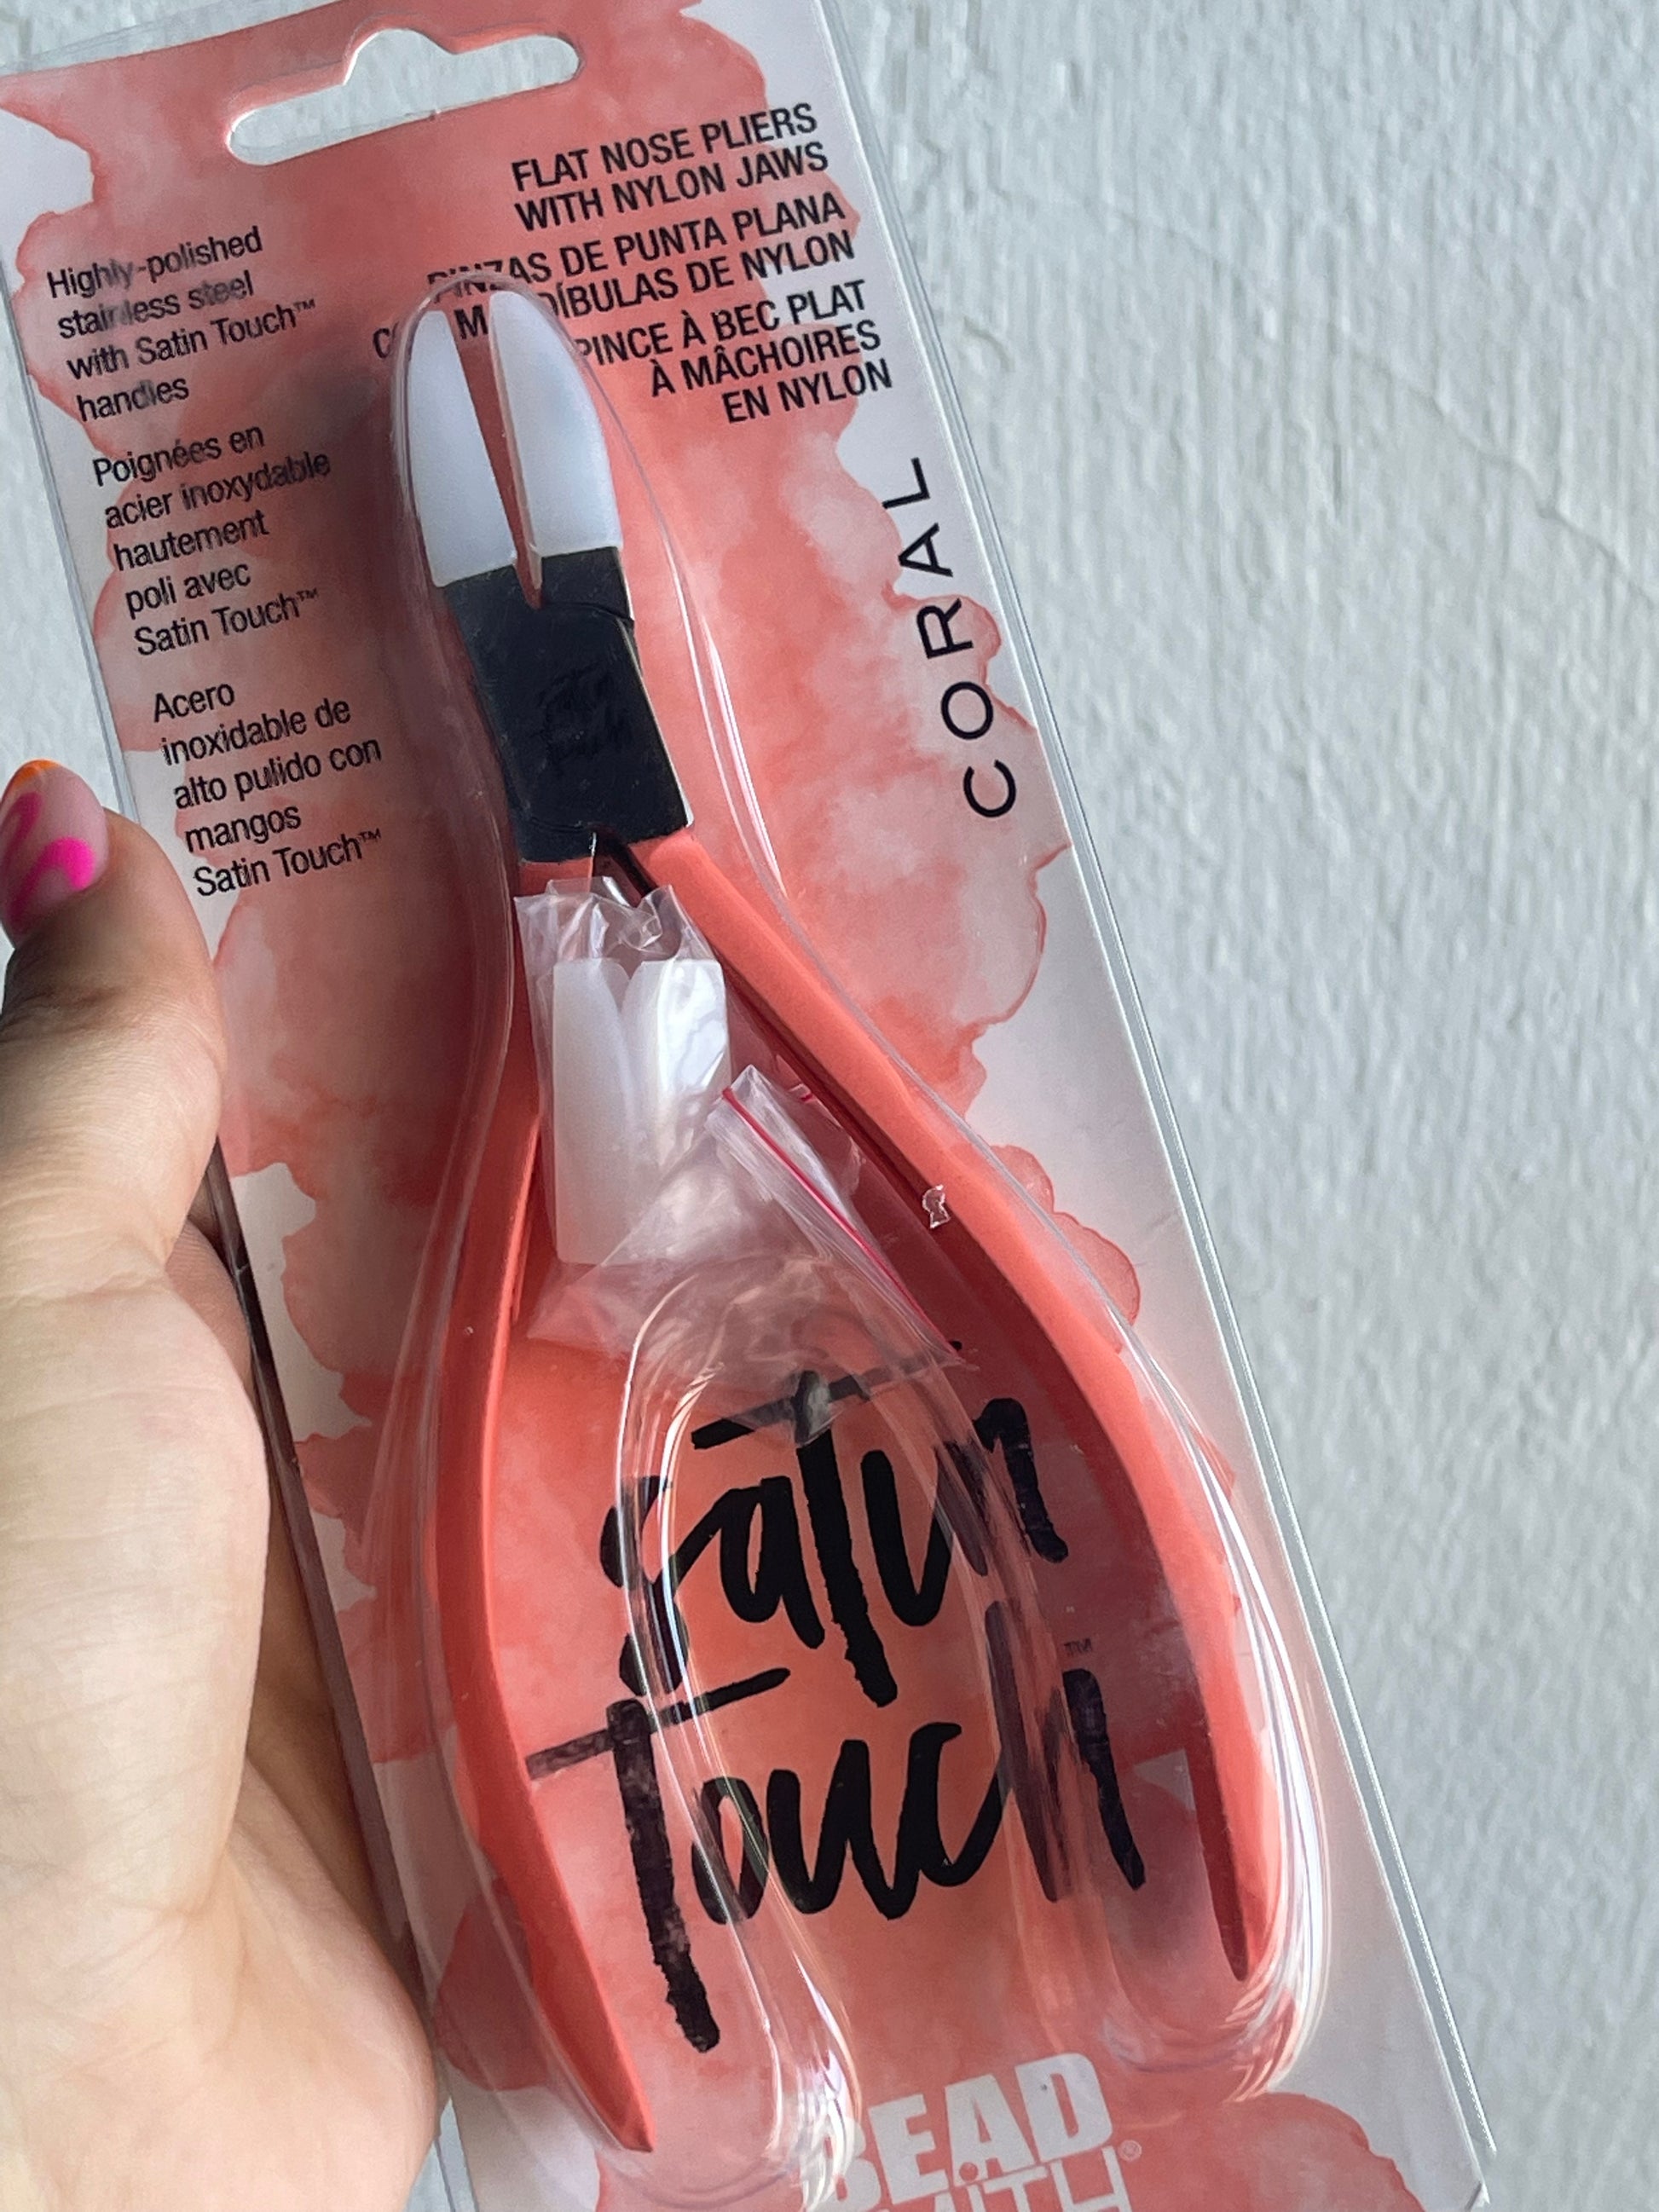 FLAT NOSE PLIERS
WITH NYLON JAWS
PINZAS DE PUNTA PLANA
DÍBULAS DE NYLON
PINCE À BEC PLAT
À MÂCHOIRES
EN NYLON
Highly-polished
stainless steel
with Satin Touch™
handles
Poignées en
acier inoxydable
hautement
poli avec
Satin Touch™
Acero
inoxidable de
alto pulido con
mangos
Satin Touch™
CORAL
Satin
Touch™
BEAD
SMITH®